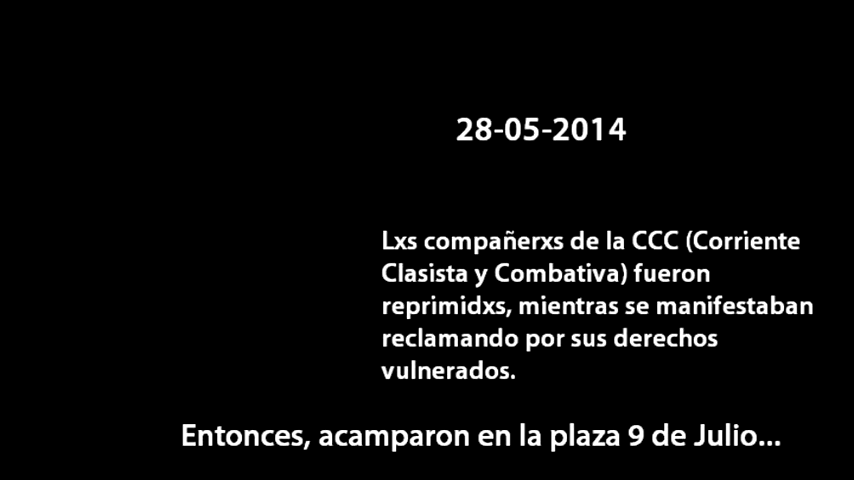 28-05-2014
Lxs compañerxs de la CCC (Corriente
Clasista y Combativa) fueron
reprimidxs, mientras se manifestaban
reclamando por sus derechos
vulnerados.
Entonces, acamparon en la plaza 9 de Julio...